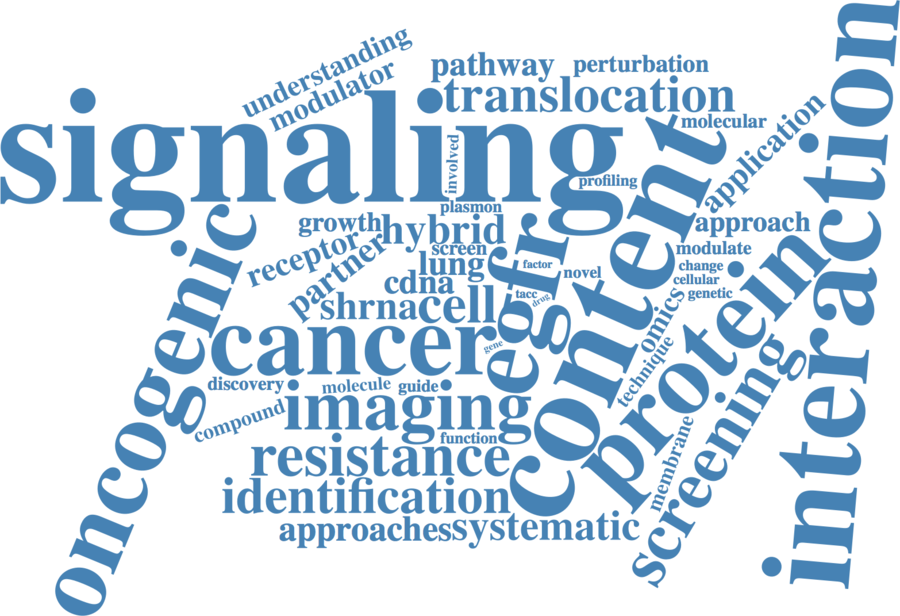 understanding
modulator
pathway
perturbation
translocation
signaling
interaction
molecular
application
involved
profiling
content
plasmon
oncogenic
growth
hybrid
approach
receptor
partner
screen
egfr
modulate
lung
factor
novel
change
protein
cdna
cellular
shrna
cell
tacc
drug
genetic
omics
cancer
gene
technique
discovery
molecule
guide
screening
compound
imaging
function
membrane
resistance
identification
approaches
systematic